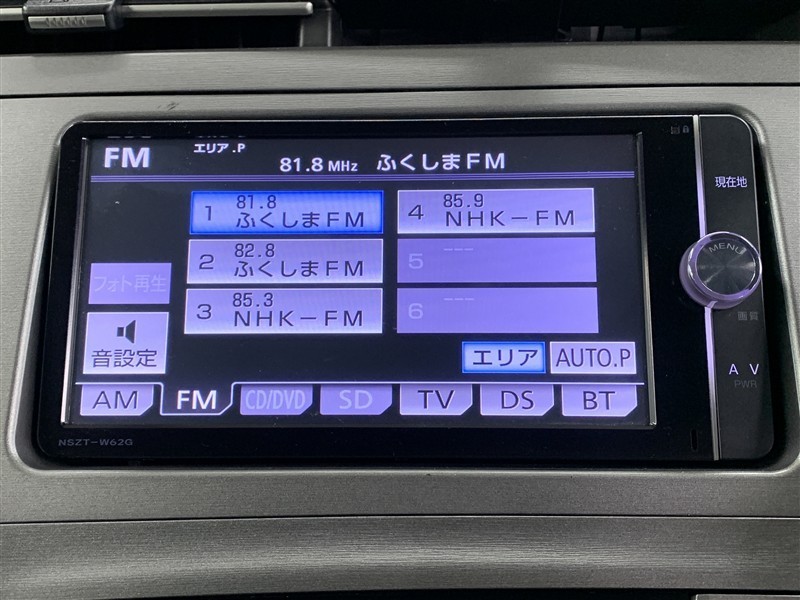 FM
エリア .P
81.8 MHz ふくしまFM
1 81.8 ふくしまFM
4 85.9 NHK－FM
2 82.8 ふくしまFM
5 ---
3 85.3 NHK－FM
6 ---
フォト再生
音設定
エリア
AUTO.P
AM
FM
CD/DVD
SD
TV
DS
BT
NSZT-W62G
現在地
MENU
画質
A V
PWR